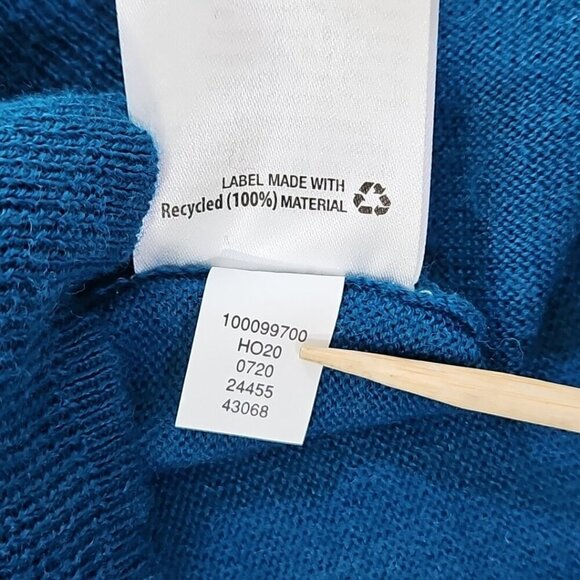 LABEL MADE WITH
Recycled (100%) MATERIAL
100099700
HO20
0720
24455
43068